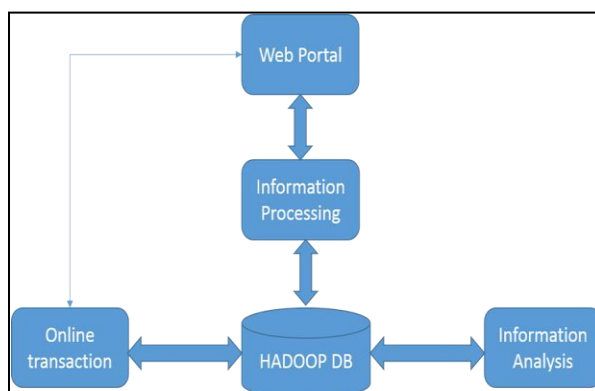 Web Portal
Information
Processing
Online
transaction
HADOOP DB
Information
Analysis